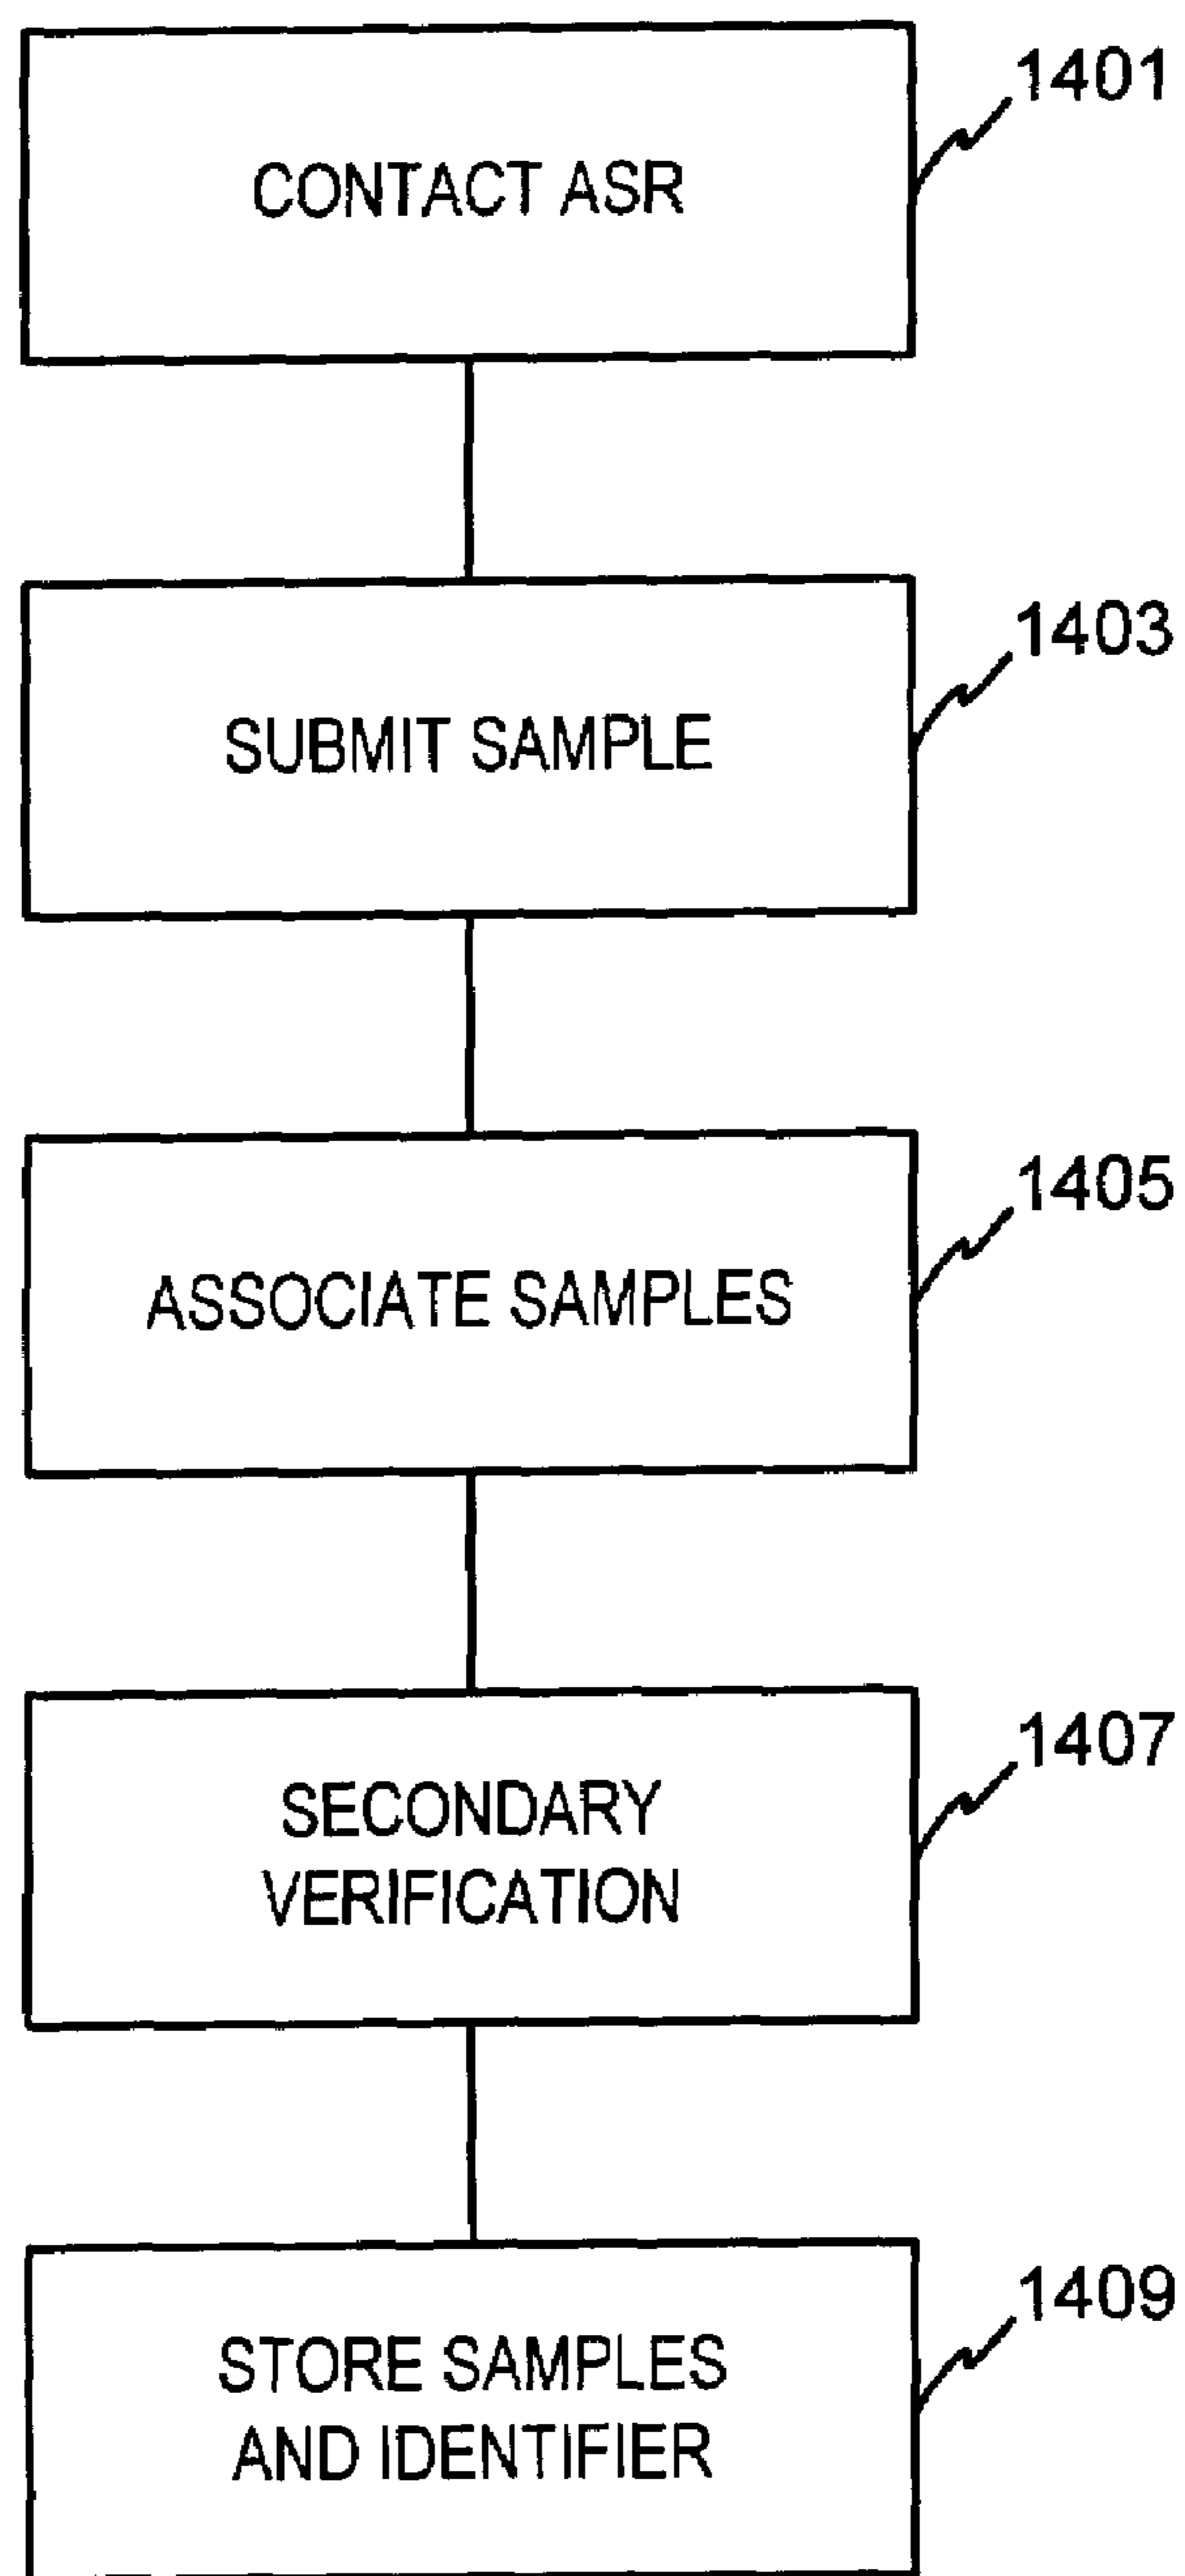 CONTACT ASR
1401
SUBMIT SAMPLE
1403
ASSOCIATE SAMPLES
1405
SECONDARY
VERIFICATION
1407
STORE SAMPLES
AND IDENTIFIER
1409